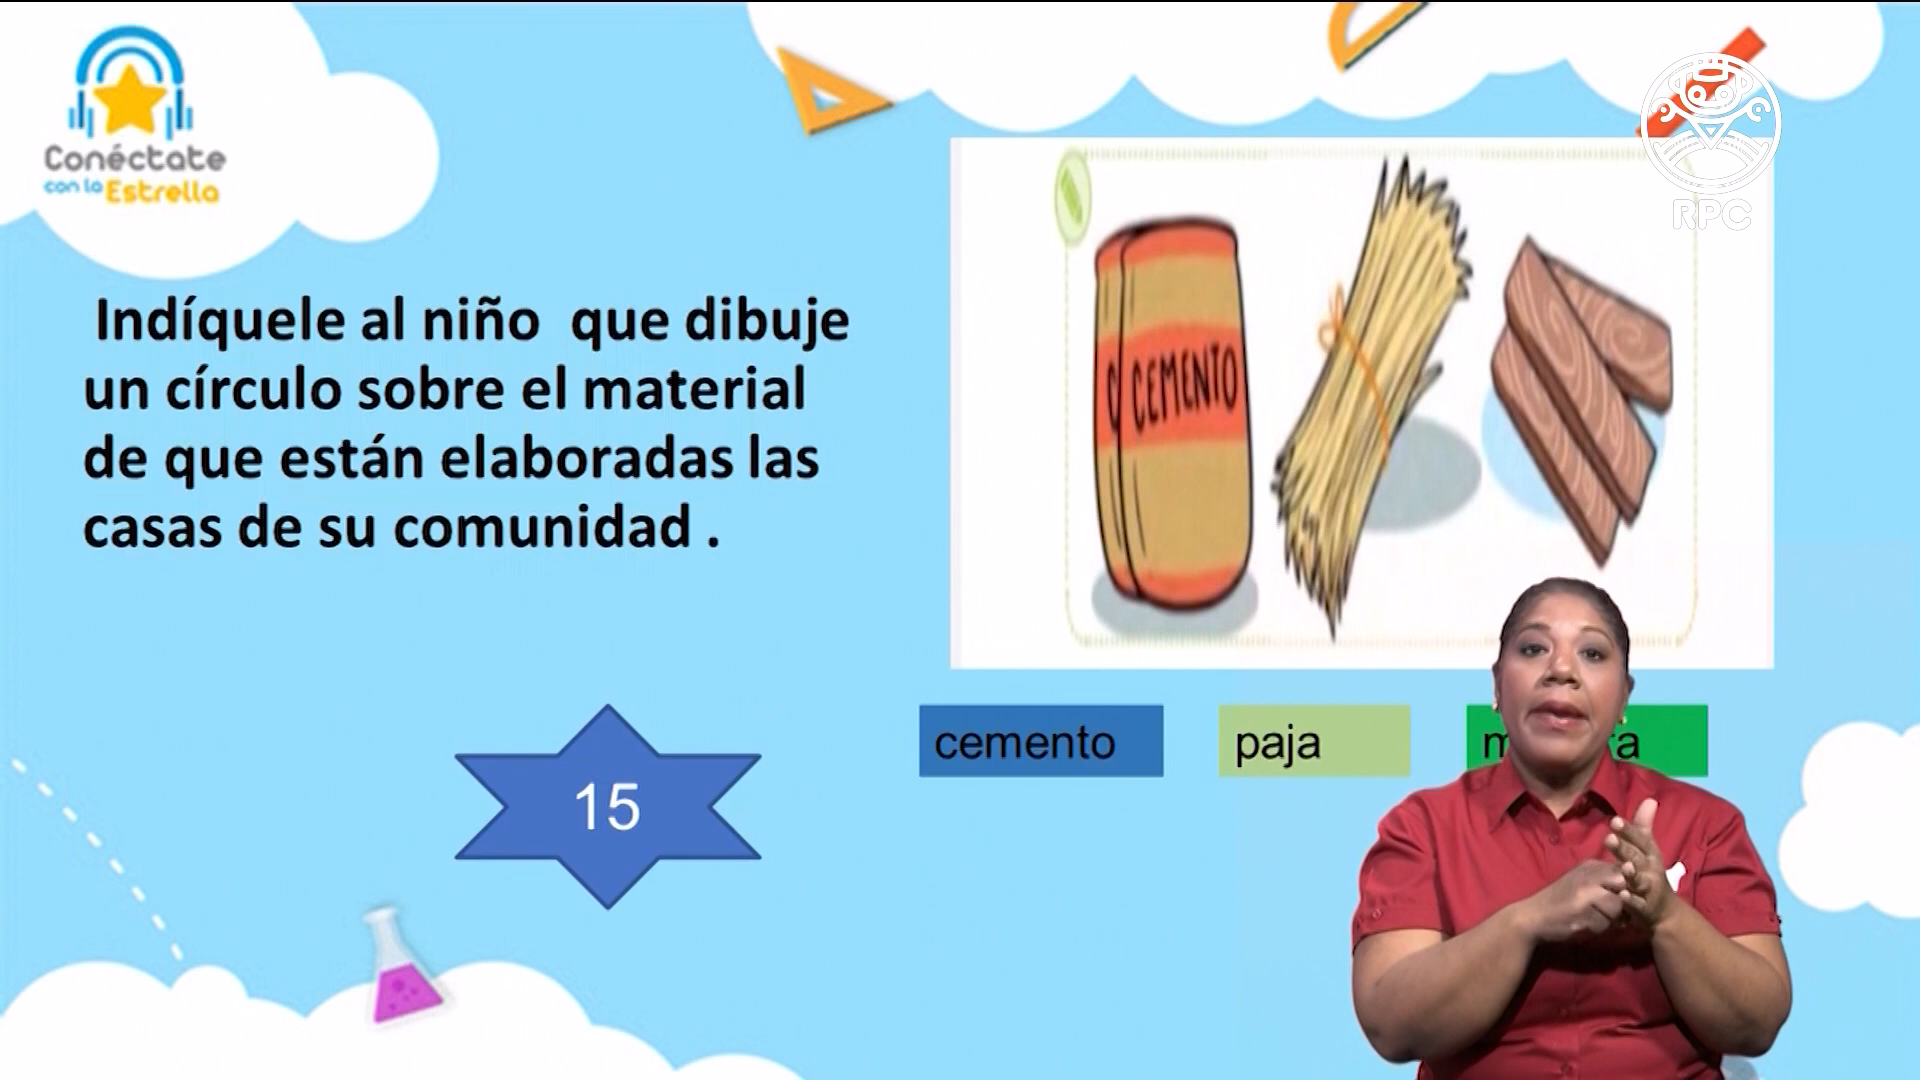 Conéctate
con la Estrella
RPC
Indíquele al niño que dibuje
un círculo sobre el material
de que están elaboradas las
casas de su comunidad .
CEMENTO
cemento
paja
15